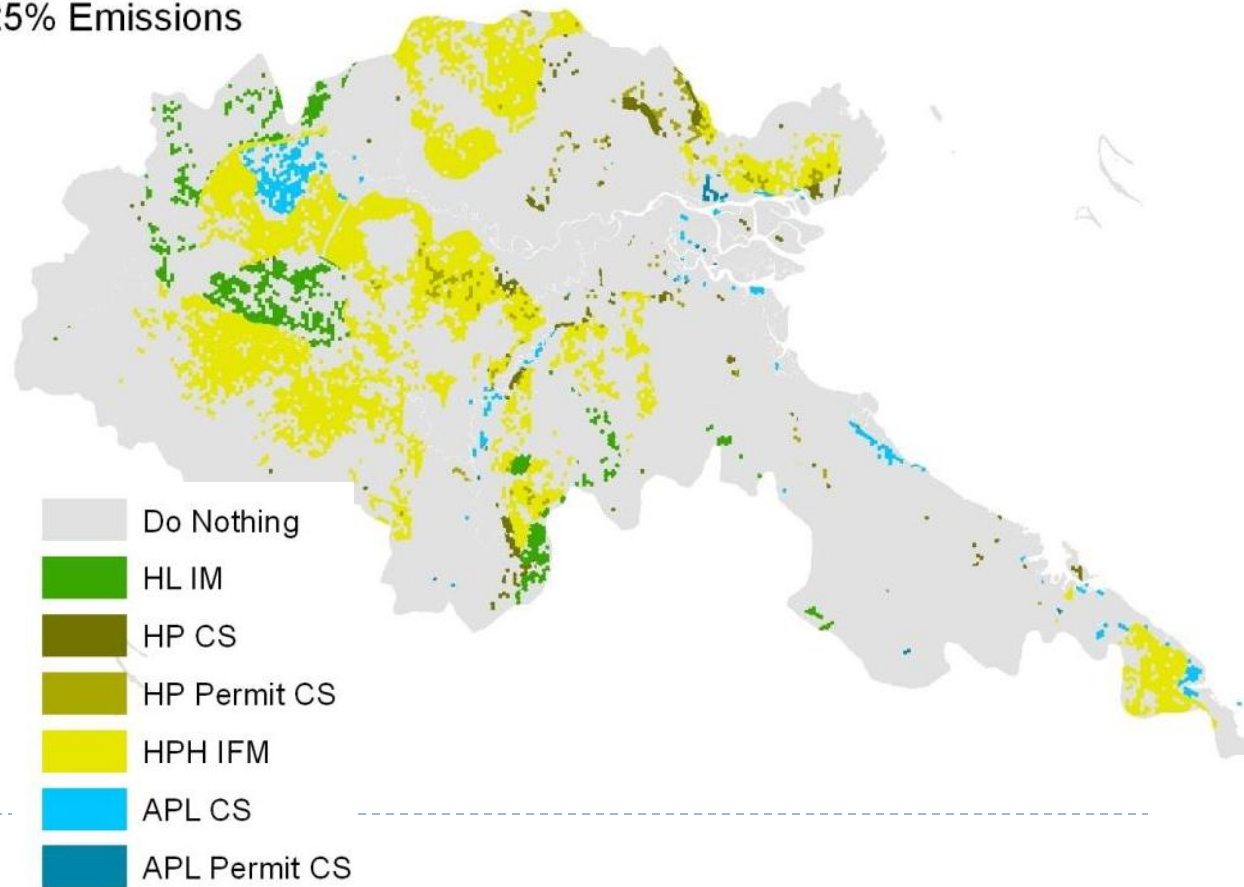 5% Emissions
Do Nothing
HL IM
HP CS
HP Permit CS
HPH IFM
APL CS
APL Permit CS